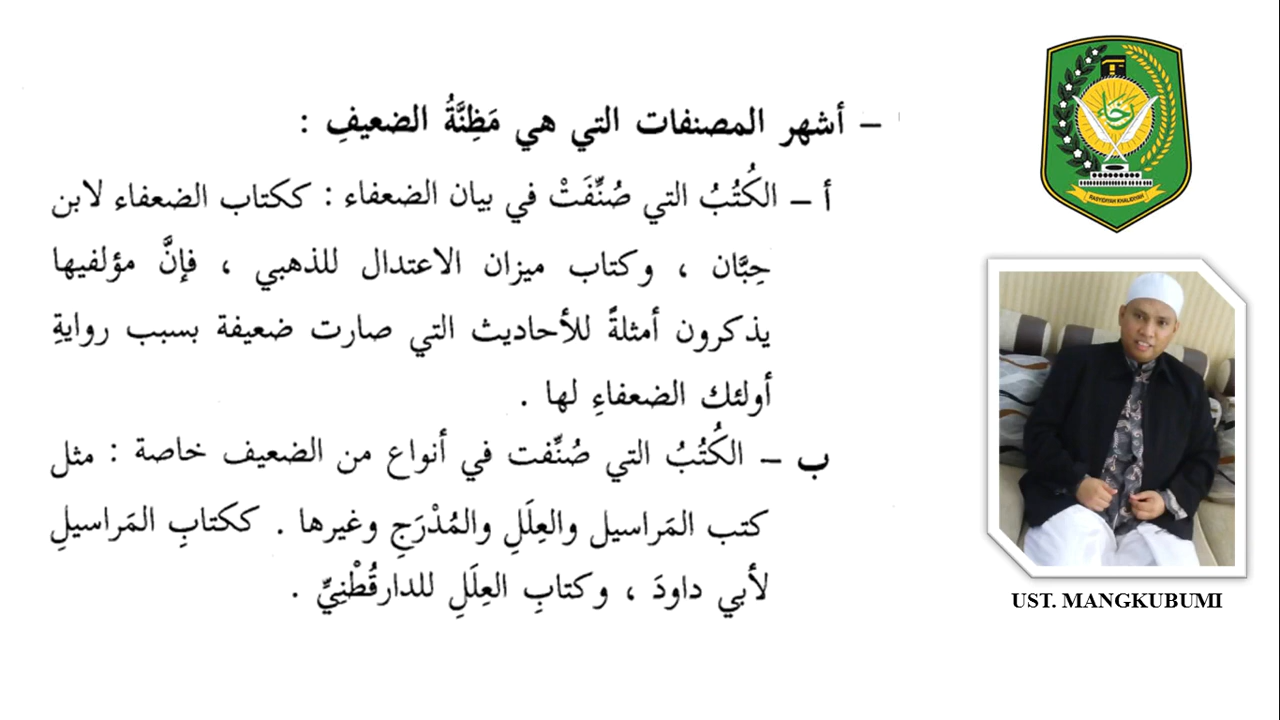 – أشهر المصنفات التي هي مَظِنَّةُ الضعيفِ :
أ – الكُتُبُ التي صُنِّفَتْ في بيان الضعفاء : ككتاب الضعفاء لابن
حِبَّان ، وكتاب ميزان الاعتدال للذهبي ، فإنَّ مؤلفيها
يذكرون أمثلةً للأحاديث التي صارت ضعيفة بسبب روايةِ
أولئك الضعفاءِ لها .
ب – الكُتُبُ التي صُنِّفت في أنواع من الضعيف خاصة : مثل
كتب المَراسيل والعِلَلِ والمُدْرَجِ وغيرها . ككتابِ المَراسيلِ
لأبي داودَ ، وكتابِ العِلَلِ للدارقُطْنِيِّ .
RASYIDIYAH KHALIDIYAH
UST. MANGKUBUMI